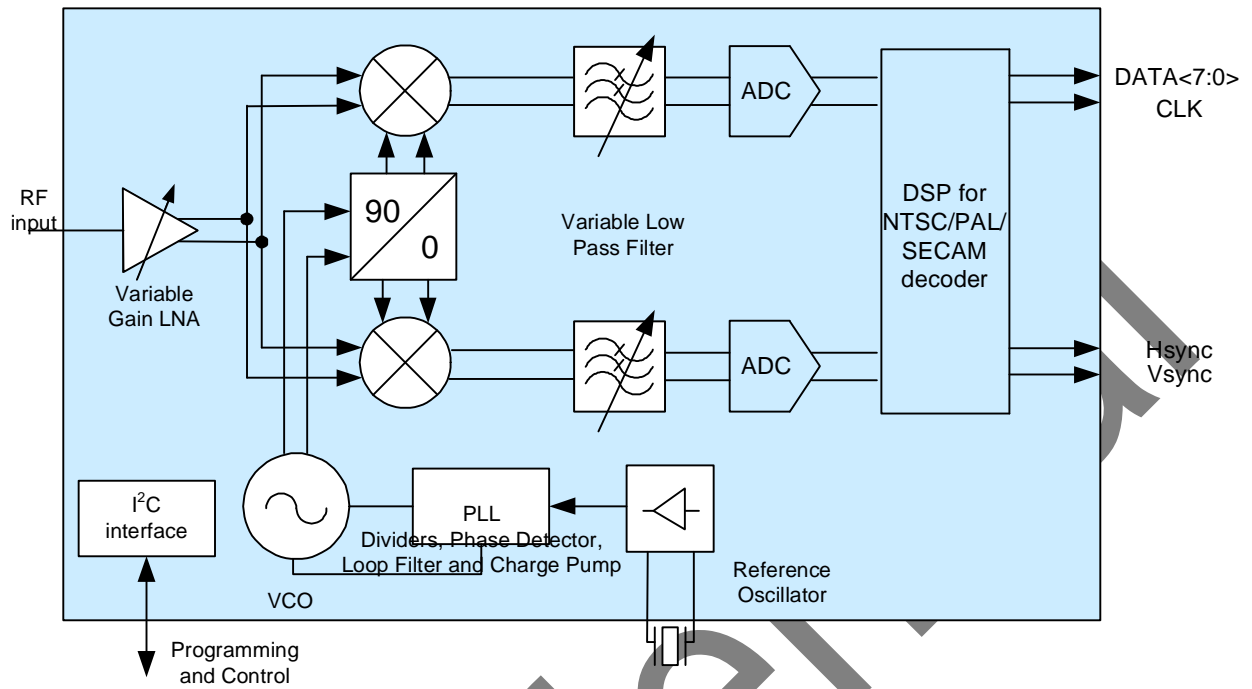 RF
input
Variable
Gain LNA
90
0
Variable Low
Pass Filter
ADC
ADC
DSP for
NTSC/PAL/
SECAM
decoder
DATA<7:0>
CLK
Hsync
Vsync
I²C
interface
PLL
Dividers, Phase Detector,
Loop Filter and Charge Pump
VCO
Reference
Oscillator
Programming
and Control